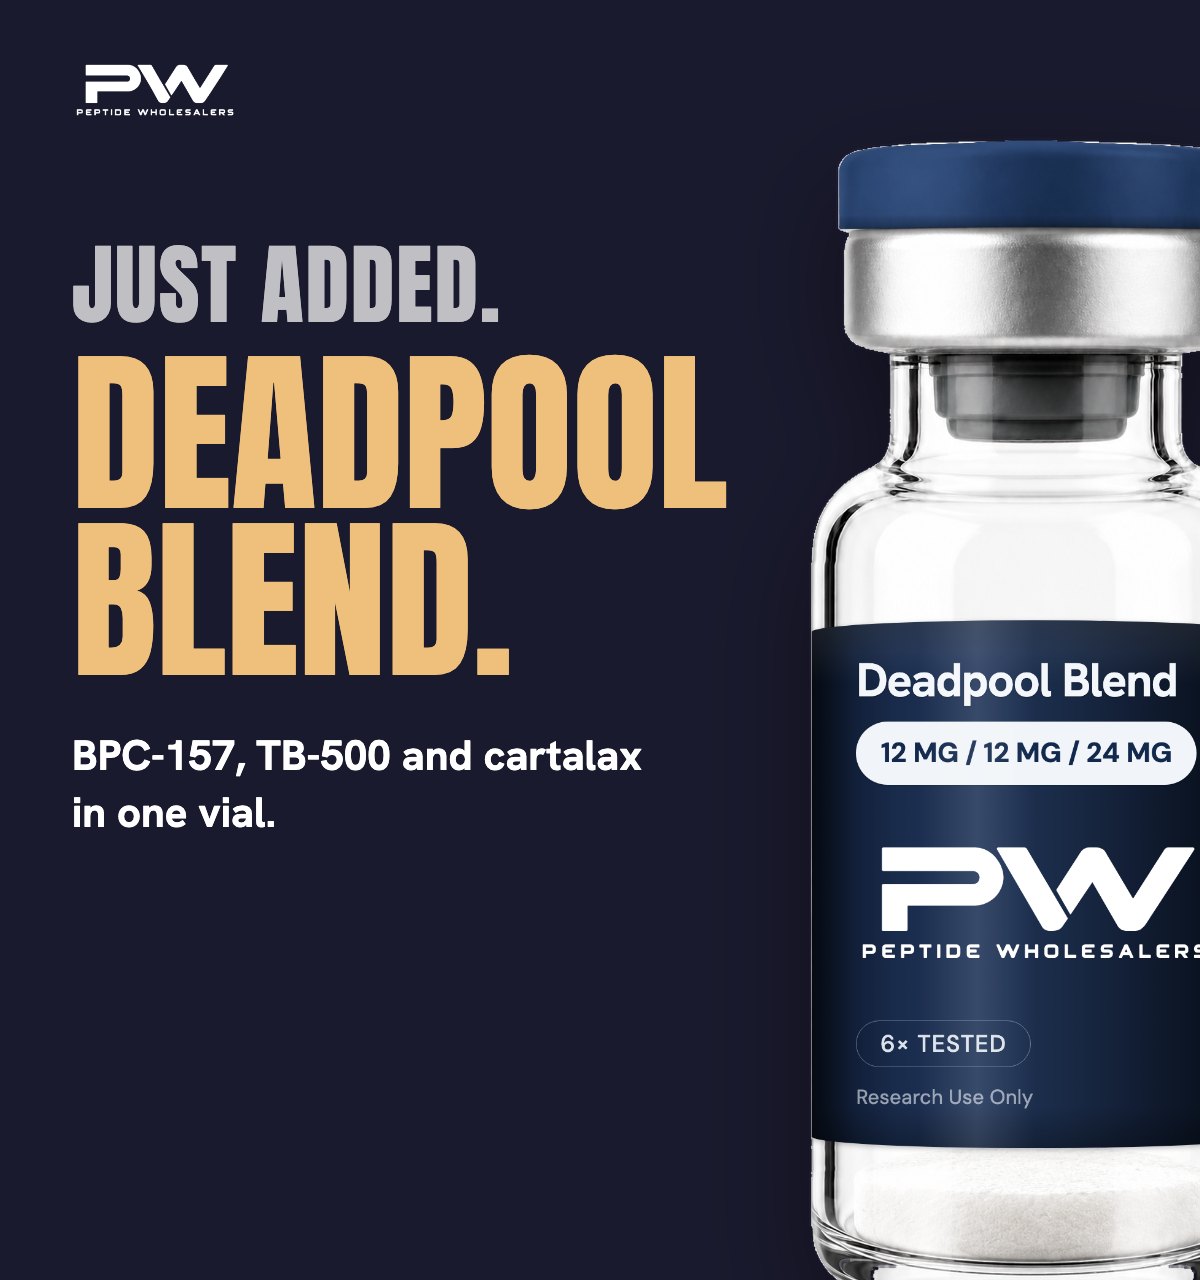 PW
PEPTIDE WHOLESALERS
JUST ADDED.
DEADPOOL
BLEND.
BPC-157, TB-500 and cartalax
in one vial.
Deadpool Blend
12 MG / 12 MG / 24 MG
PW
PEPTIDE WHOLESALERS
6× TESTED
Research Use Only